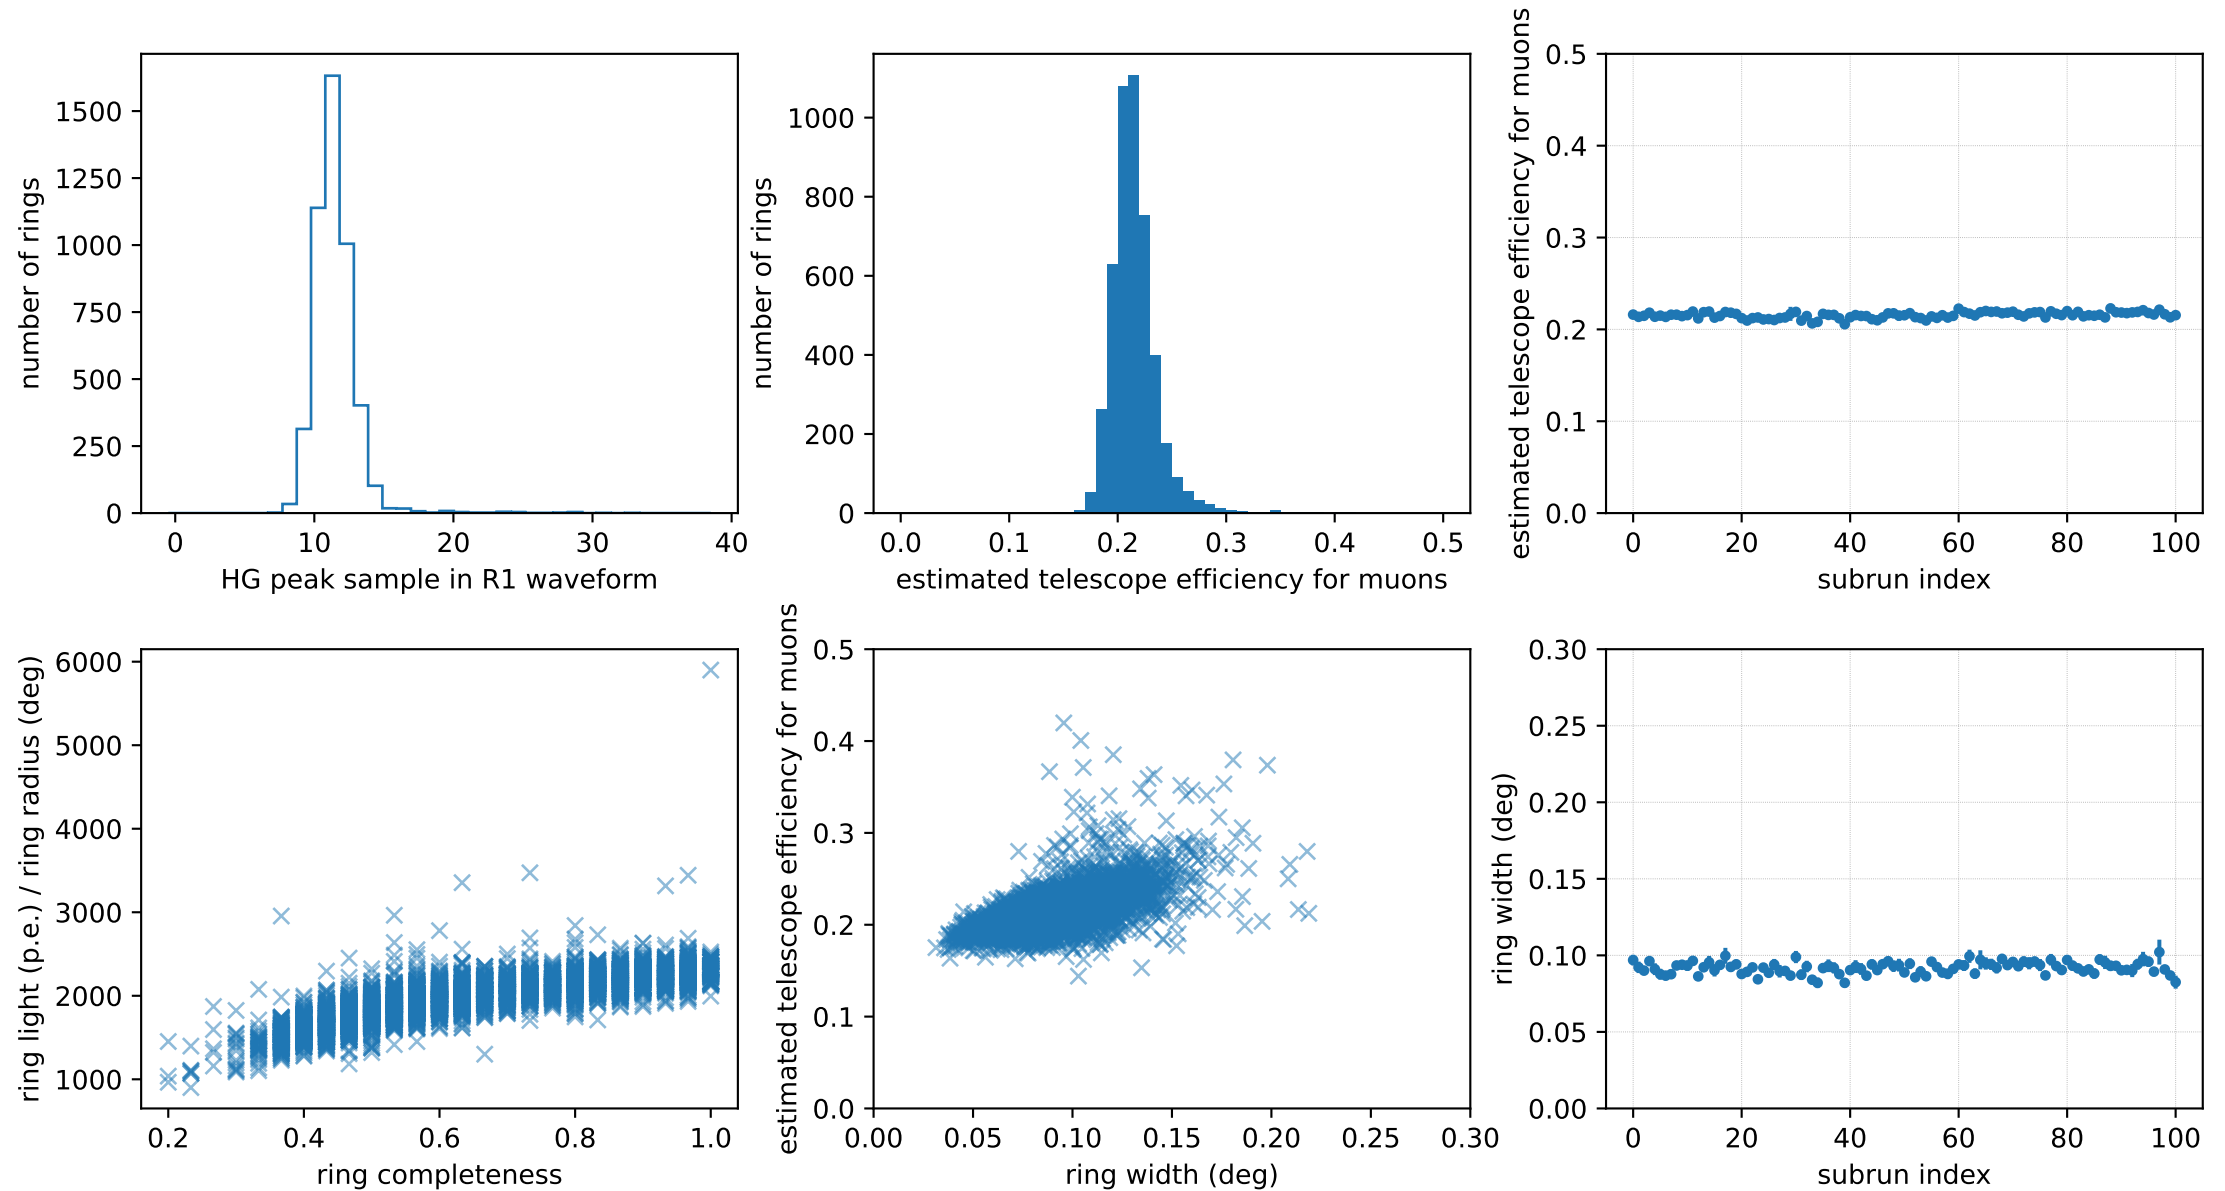 number of rings
1500
1250
1000
750
500
250
0
0 10 20 30 40
HG peak sample in R1 waveform
number of rings
1000
800
600
400
200
0
0.0 0.1 0.2 0.3 0.4 0.5
estimated telescope efficiency for muons
estimated telescope efficiency for muons
0.5
0.4
0.3
0.2
0.1
0.0
0 20 40 60 80 100
subrun index
ring light (p.e.) / ring radius (deg)
6000
5000
4000
3000
2000
1000
0.2 0.4 0.6 0.8 1.0
ring completeness
estimated telescope efficiency for muons
0.5
0.4
0.3
0.2
0.1
0.0
0.00 0.05 0.10 0.15 0.20 0.25 0.30
ring width (deg)
ring width (deg)
0.30
0.25
0.20
0.15
0.10
0.05
0.00
0 20 40 60 80 100
subrun index